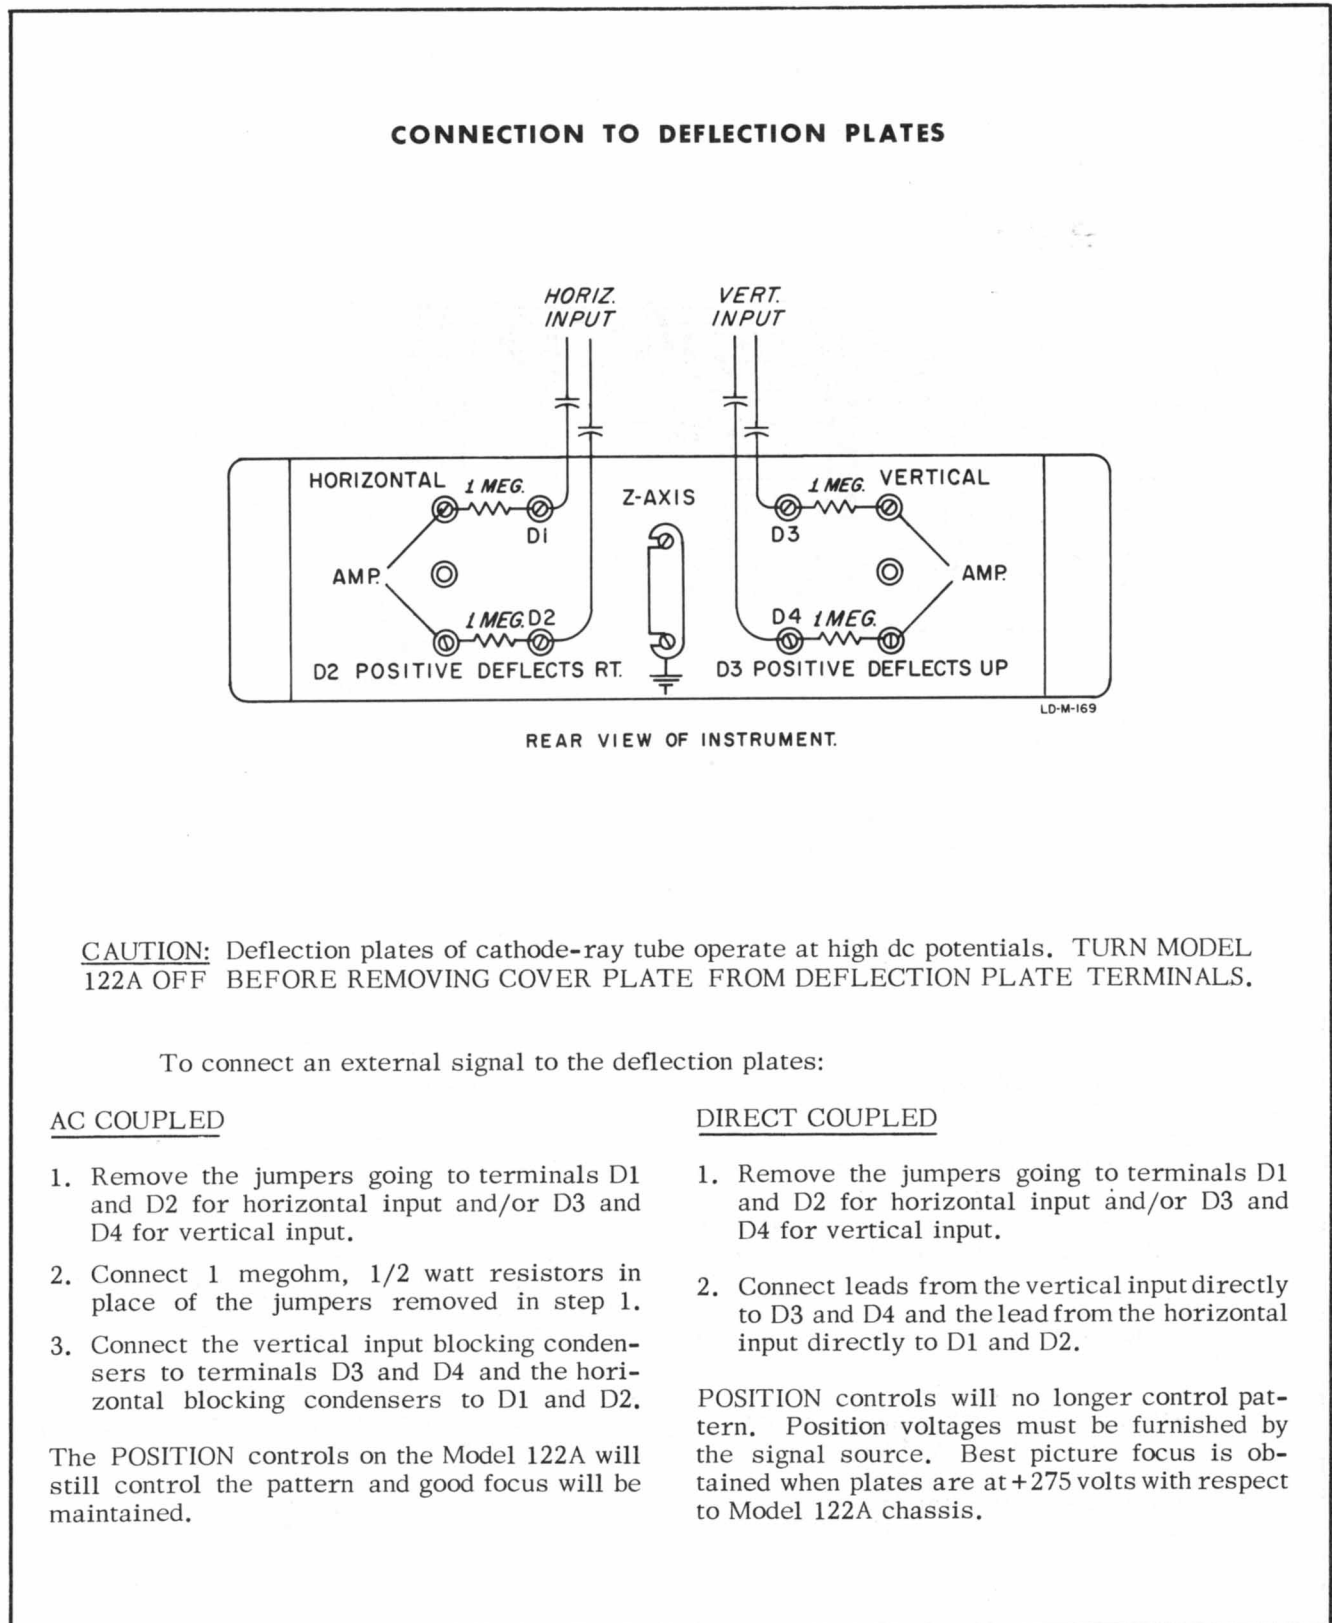 CONNECTION TO DEFLECTION PLATES
HORIZ.
INPUT
VERT.
INPUT
HORIZONTAL
1 MEG.
D1
Z-AXIS
1 MEG.
VERTICAL
D3
AMP.
AMP.
1 MEG.
D2
D4
1 MEG.
D2 POSITIVE DEFLECTS RT.
D3 POSITIVE DEFLECTS UP
LD-M-169
REAR VIEW OF INSTRUMENT.
CAUTION: Deflection plates of cathode-ray tube operate at high dc potentials. TURN MODEL
122A OFF BEFORE REMOVING COVER PLATE FROM DEFLECTION PLATE TERMINALS.
To connect an external signal to the deflection plates:
AC COUPLED
1. Remove the jumpers going to terminals D1
and D2 for horizontal input and/or D3 and
D4 for vertical input.
2. Connect 1 megohm, 1/2 watt resistors in
place of the jumpers removed in step 1.
3. Connect the vertical input blocking conden-
sers to terminals D3 and D4 and the hori-
zontal blocking condensers to D1 and D2.
The POSITION controls on the Model 122A will
still control the pattern and good focus will be
maintained.
DIRECT COUPLED
1. Remove the jumpers going to terminals D1
and D2 for horizontal input and/or D3 and
D4 for vertical input.
2. Connect leads from the vertical input directly
to D3 and D4 and the lead from the horizontal
input directly to D1 and D2.
POSITION controls will no longer control pat-
tern. Position voltages must be furnished by
the signal source. Best picture focus is ob-
tained when plates are at +275 volts with respect
to Model 122A chassis.